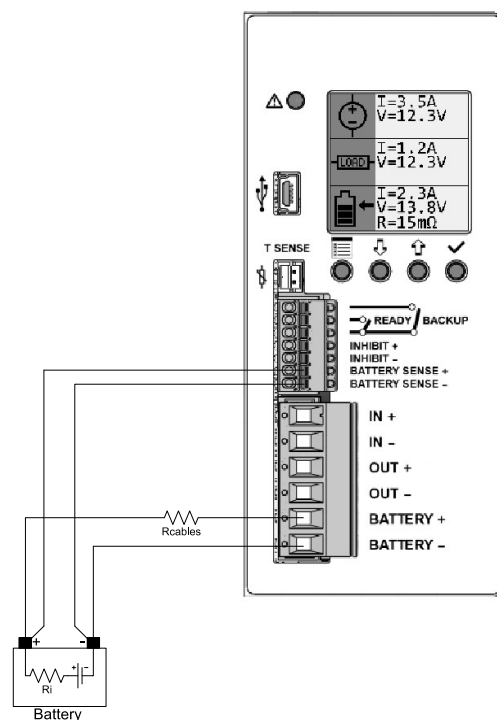 I=3.5A
V=12.3V
LOAD
I=1.2A
V=12.3V
I=2.3A
V=13.8V
R=15mΩ
T SENSE
READY BACKUP
INHIBIT +
INHIBIT -
BATTERY SENSE +
BATTERY SENSE -
IN +
IN -
OUT +
OUT -
BATTERY +
BATTERY -
Rcables
+ -
+ -
Ri
Battery